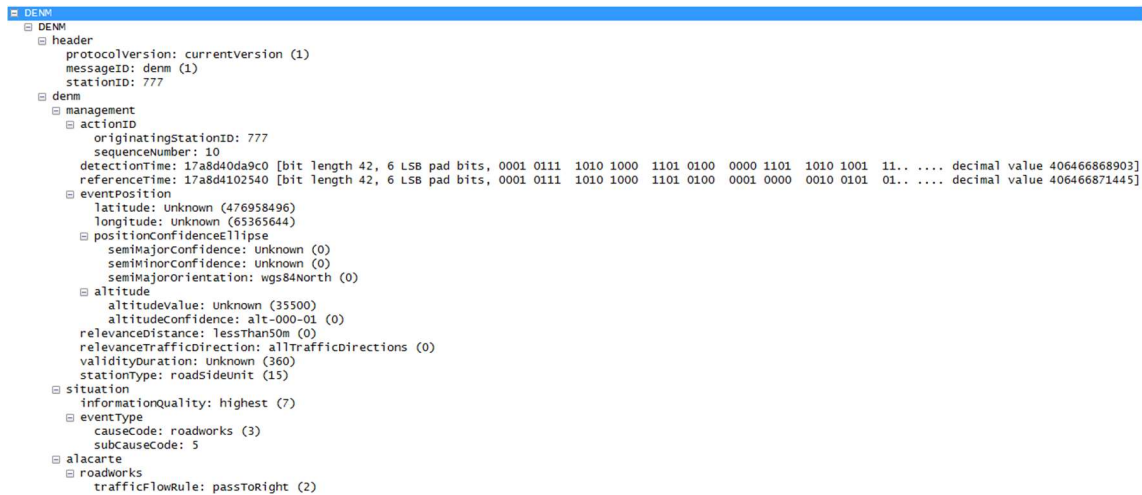 DENM
DENM
header
protocolVersion: currentVersion (1)
messageID: denm (1)
stationID: 777
denm
management
actionID
originatingStationID: 777
sequenceNumber: 10
detectionTime: 17a8d40da9c0 [bit length 42, 6 LSB pad bits, 0001 0111 1010 1000 1101 0100 0000 1101 1010 1001 11.. .... decimal value 406466868903]
referenceTime: 17a8d4102540 [bit length 42, 6 LSB pad bits, 0001 0111 1010 1000 1101 0100 0001 0000 0010 0101 01.. .... decimal value 406466871445]
eventPosition
latitude: Unknown (476958496)
longitude: Unknown (65365644)
positionConfidenceEllipse
semiMajorConfidence: Unknown (0)
semiMinorConfidence: Unknown (0)
semiMajorOrientation: wgs84North (0)
altitude
altitudeValue: Unknown (35500)
altitudeConfidence: alt-000-01 (0)
relevanceDistance: lessThan50m (0)
relevanceTrafficDirection: allTrafficDirections (0)
validityDuration: Unknown (360)
stationType: roadSideUnit (15)
situation
informationQuality: highest (7)
eventType
causeCode: roadworks (3)
subCauseCode: 5
alacarte
roadWorks
trafficFlowRule: passToRight (2)